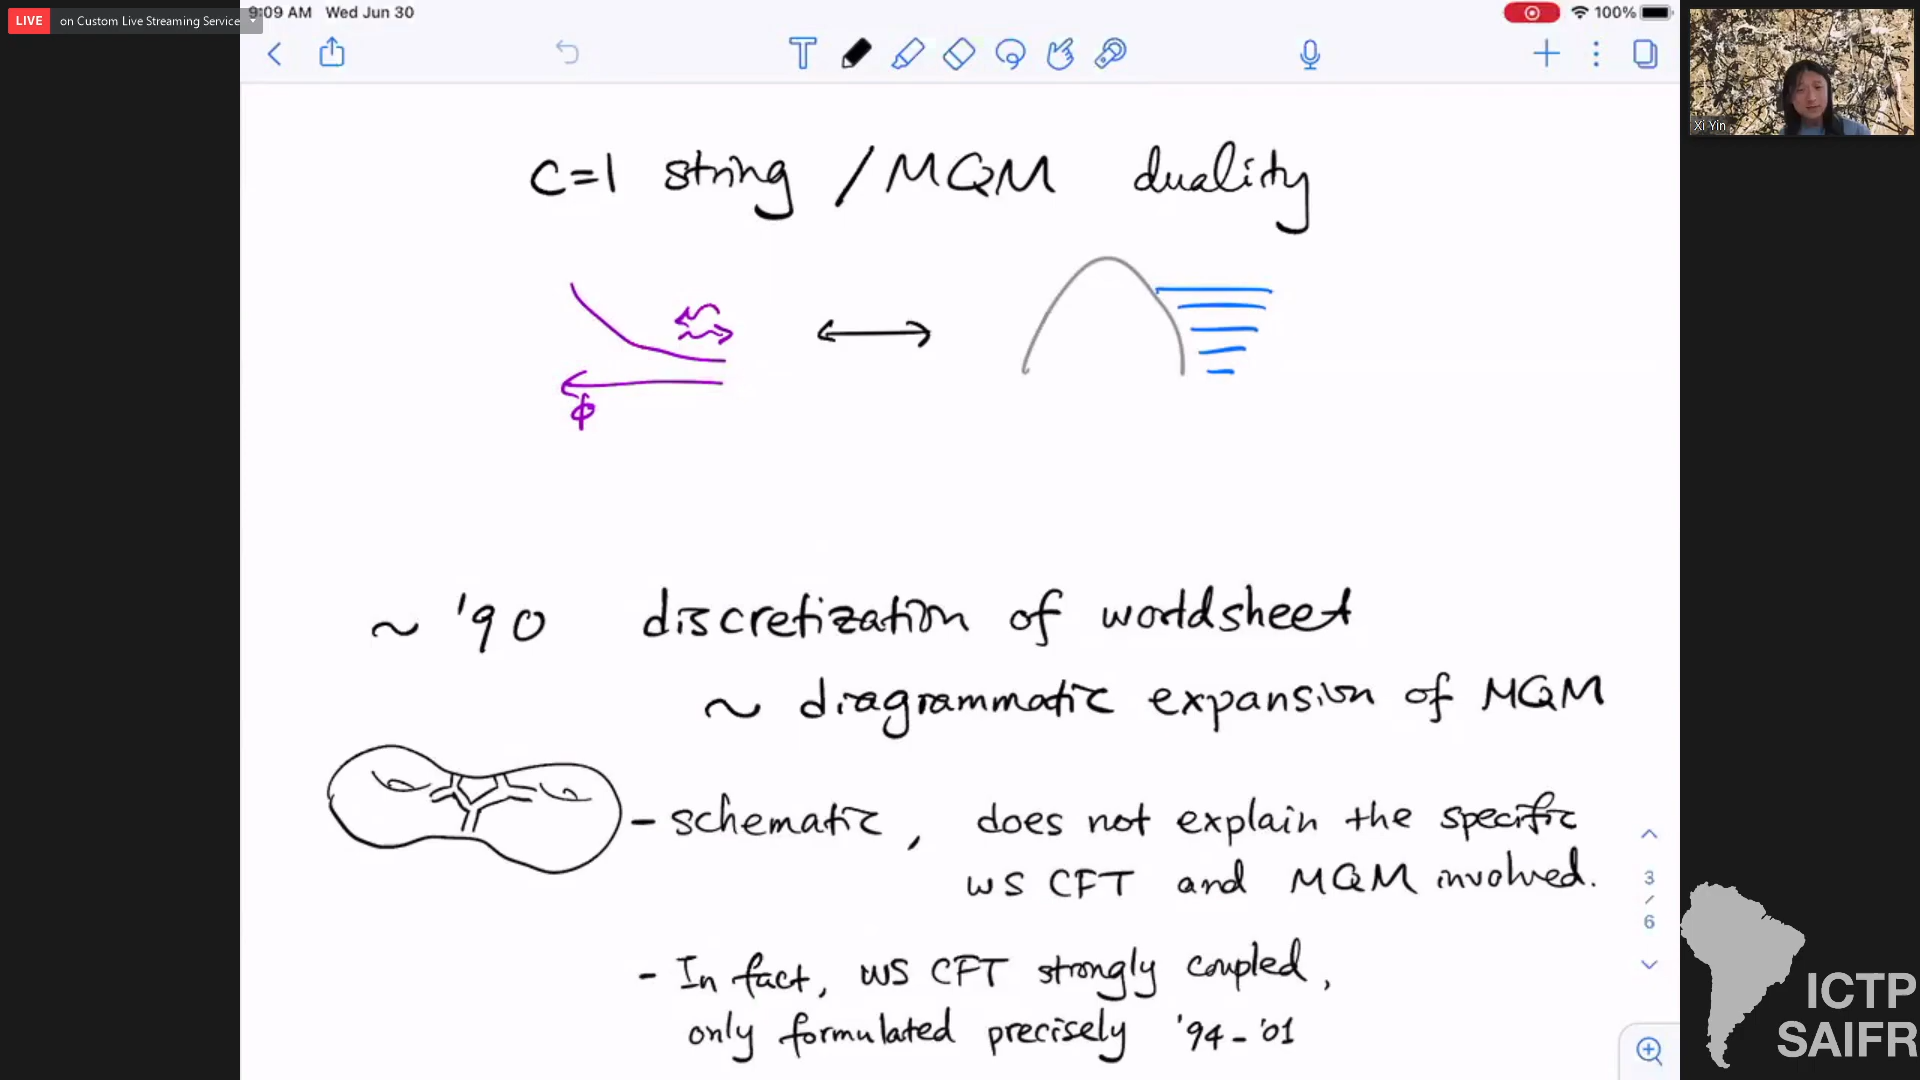 LIVE on Custom Live Streaming Service
9:09 AM Wed Jun 30
100%
Xi Yin
c=1 string / MQM duality
ϕ
~ '90 discretization of worldsheet
~ diagrammatic expansion of MQM
- schematic, does not explain the specific
WS CFT and MQM involved.
- In fact, WS CFT strongly coupled,
only formulated precisely '94-'01
3
/
6
ICTP
SAIFR